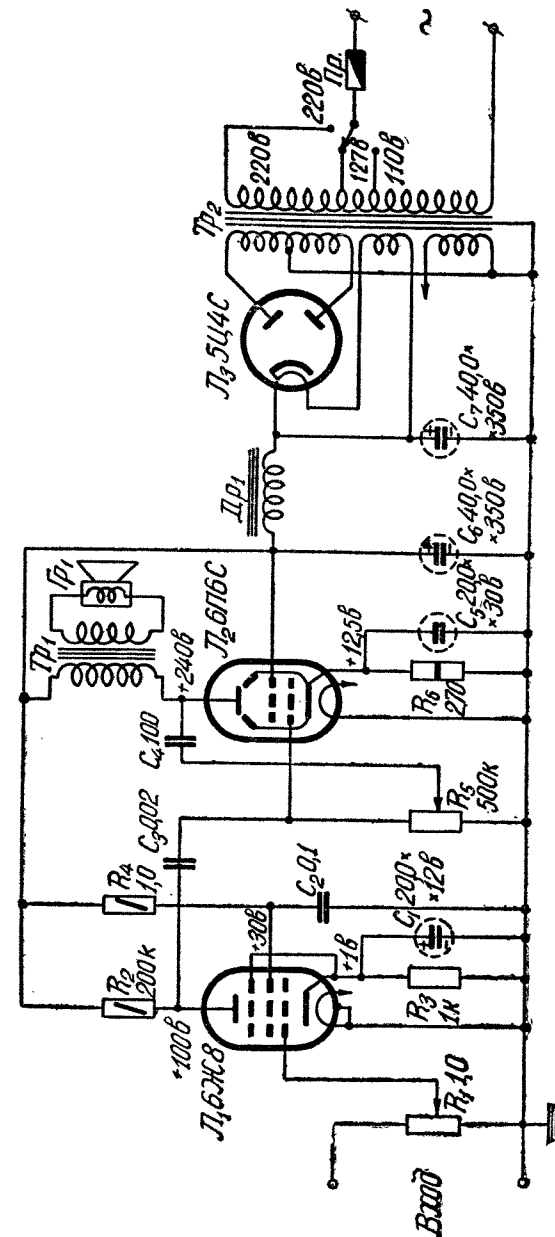 Вход
R₁ 1,0
Л₁ 6Ж8
+100в
R₂
200к
+30в
+1в
R₃
1к
C₁ 20,0×
×12в
R₄
1,0
C₂ 0,1
C₃ 0,02
C₄ 100
R₅
500к
Тр₁
Гр₁
+240в
Л₂ 6П6С
+12,5в
R₆
270
C₅ 20,0×
×30в
Др₁
C₆ 40,0×
×350в
Л₃ 5Ц4С
C₇ 40,0×
×350в
Тр₂
220в
220в
127в
110в
Пр.
~